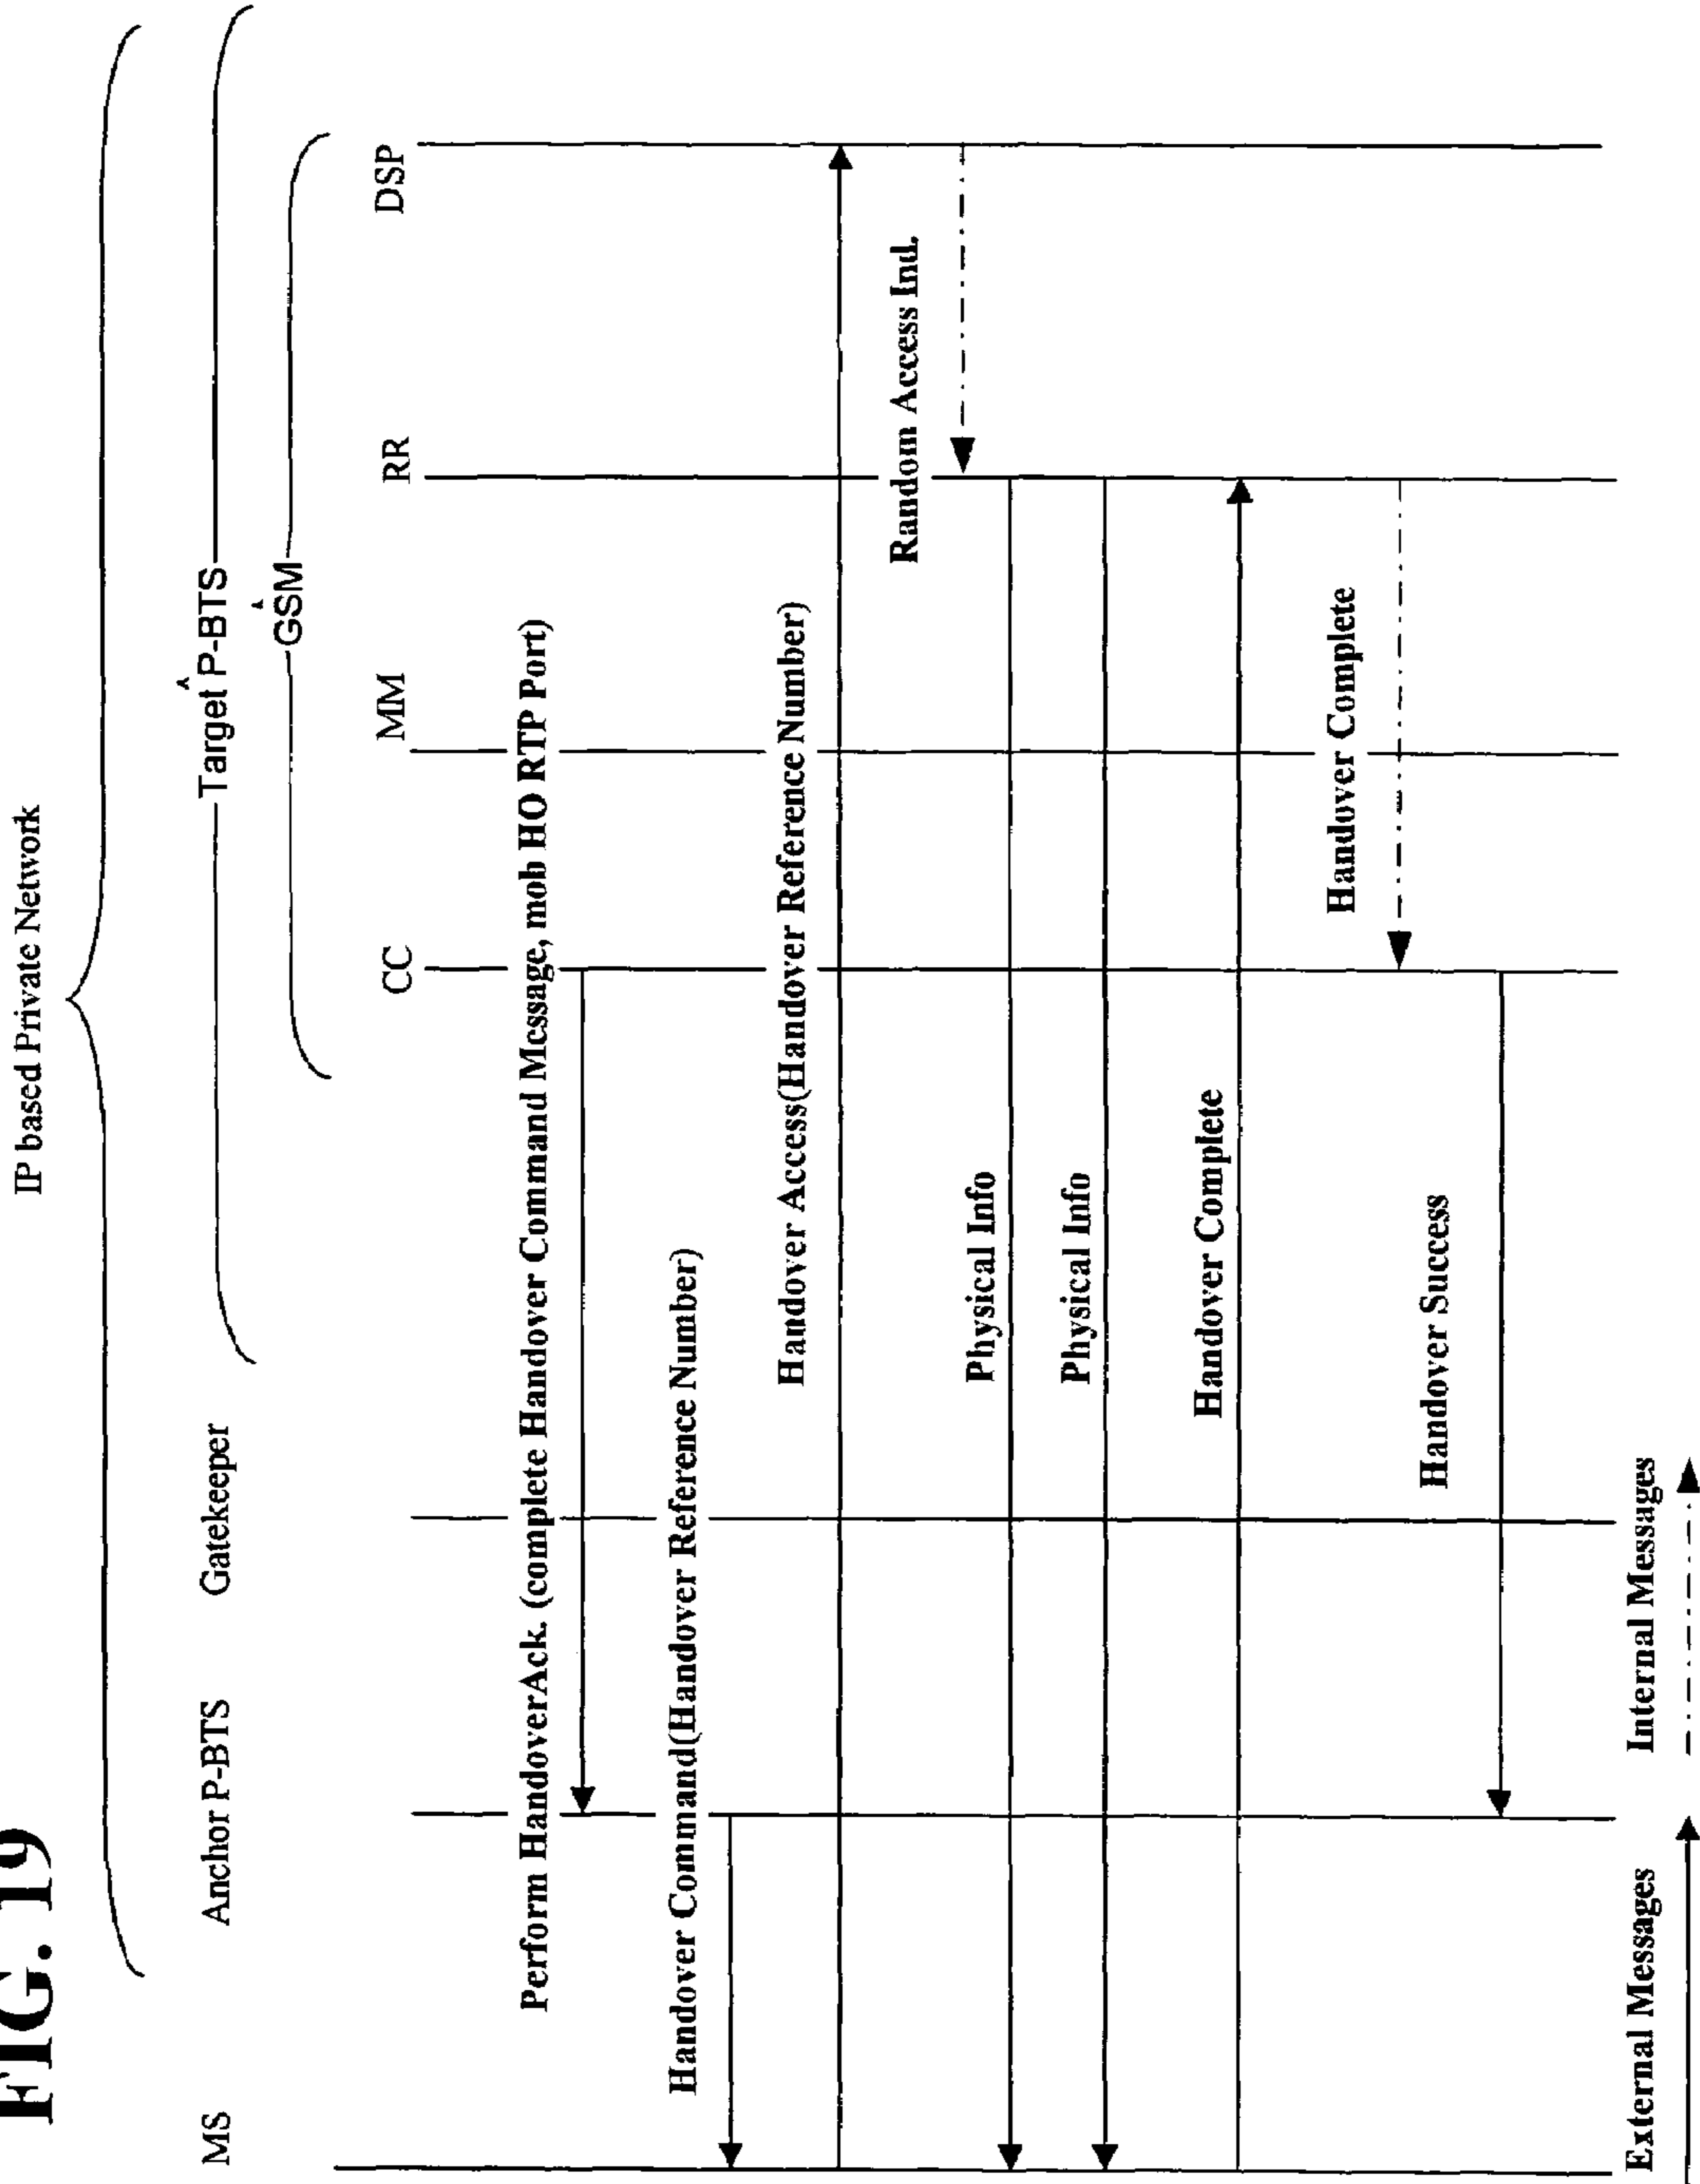 FIG. 19
IP based Private Network
MS
Anchor P-BTS
Gatekeeper
Target P-BTS
GSM
CC
MM
RR
DSP
Perform HandoverAck. (complete Handover Command Message, mob HO RTP Port)
Handover Command(Handover Reference Number)
Handover Access(Handover Reference Number)
Random Access Ind.
Physical Info
Physical Info
Handover Complete
Handover Complete
Handover Success
External Messages
Internal Messages